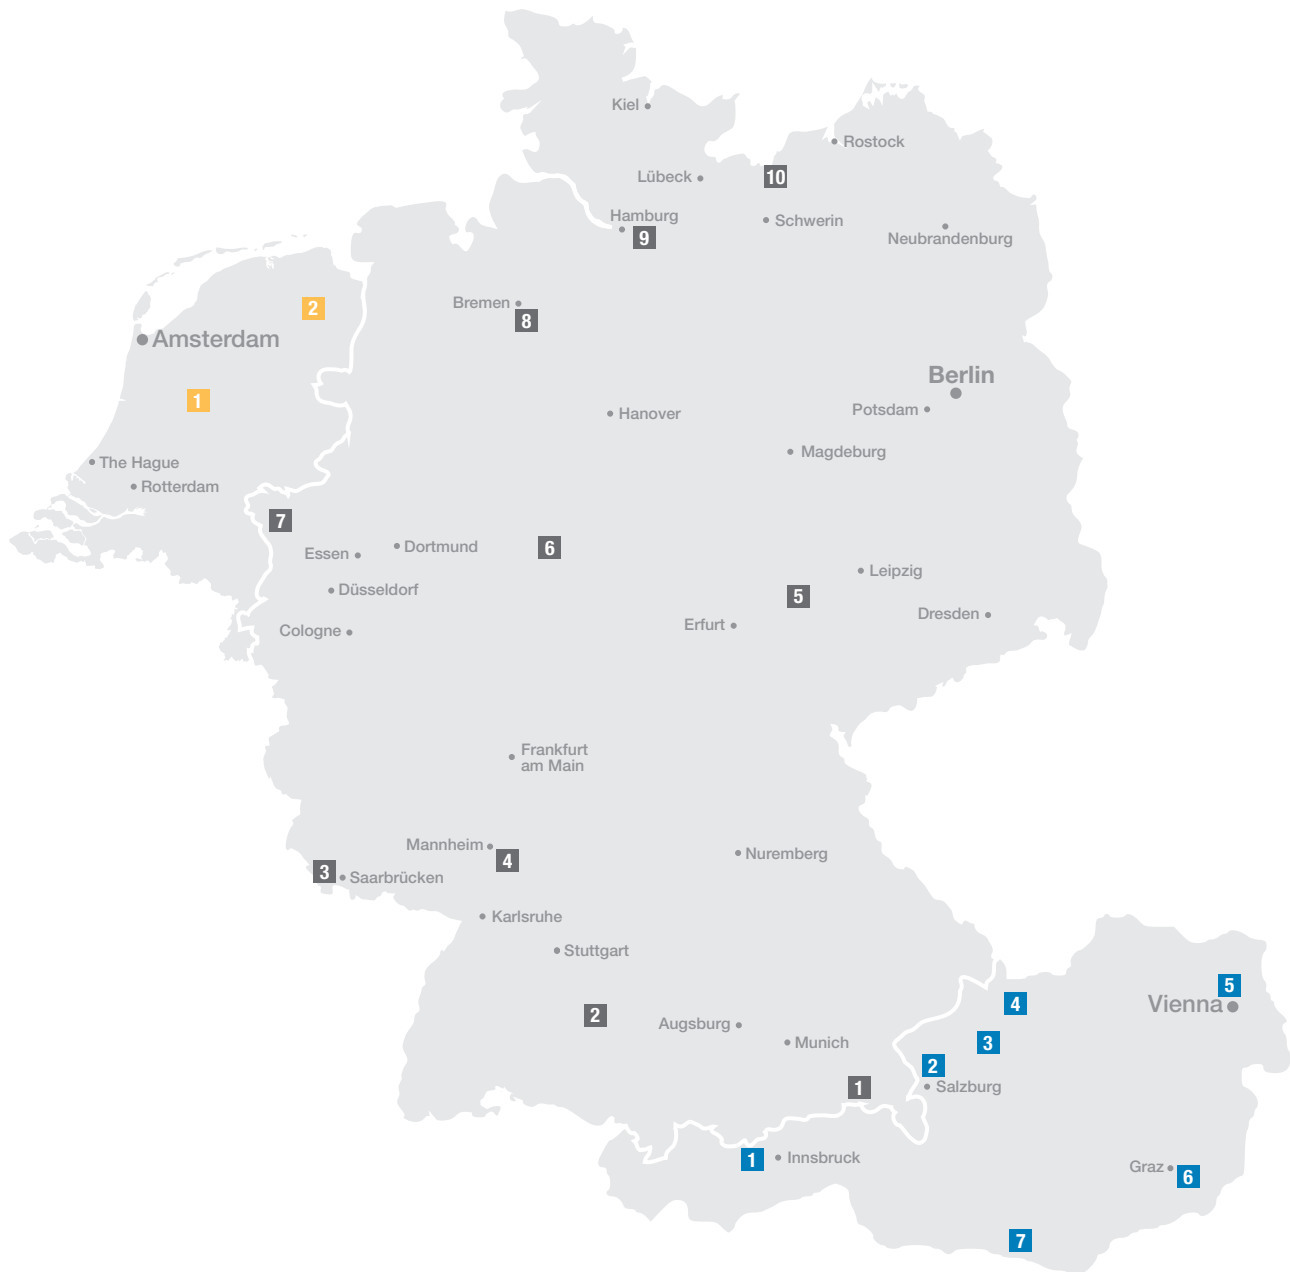 Kiel
Rostock
Lübeck
10
Hamburg
Schwerin
9
Neubrandenburg
2
Bremen
8
Amsterdam
Berlin
1
Potsdam
Hanover
Magdeburg
The Hague
Rotterdam
7
Dortmund
6
Essen
Leipzig
Düsseldorf
5
Dresden
Erfurt
Cologne
Frankfurt
am Main
Mannheim
4
Nuremberg
3
Saarbrücken
Karlsruhe
Stuttgart
5
4
Vienna
2
Augsburg
Munich
3
2
1
Salzburg
1
Innsbruck
Graz
6
7